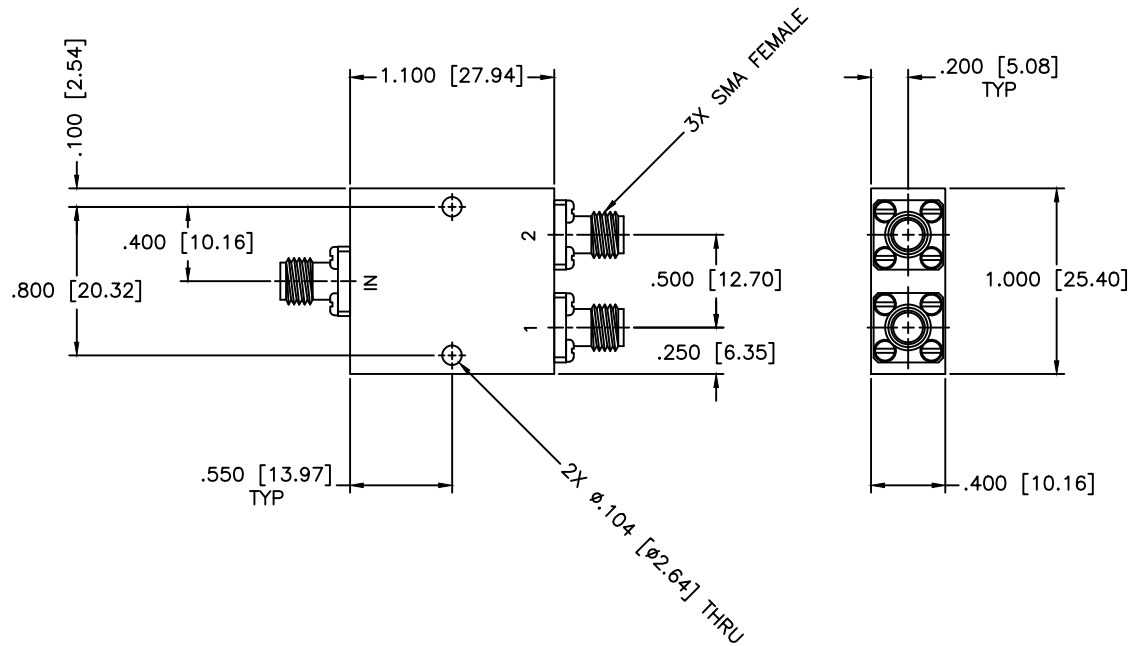 .100 [2.54]
1.100 [27.94]
3X SMA FEMALE
.200 [5.08]
TYP
.400 [10.16]
.800 [20.32]
IN
2
1
.500 [12.70]
.250 [6.35]
1.000 [25.40]
.550 [13.97]
TYP
2X ø.104 [ø2.64] THRU
.400 [10.16]